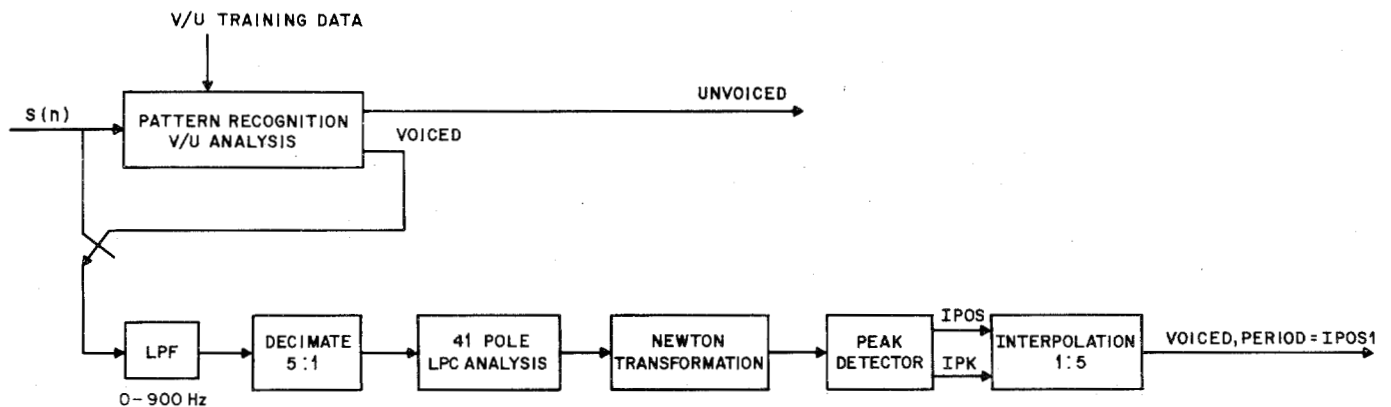 V/U TRAINING DATA
S(n)
PATTERN RECOGNITION
V/U ANALYSIS
UNVOICED
VOICED
LPF
0-900 Hz
DECIMATE
5:1
41 POLE
LPC ANALYSIS
NEWTON
TRANSFORMATION
PEAK
DETECTOR
IPOS
IPK
INTERPOLATION
1:5
VOICED, PERIOD = IPOS1